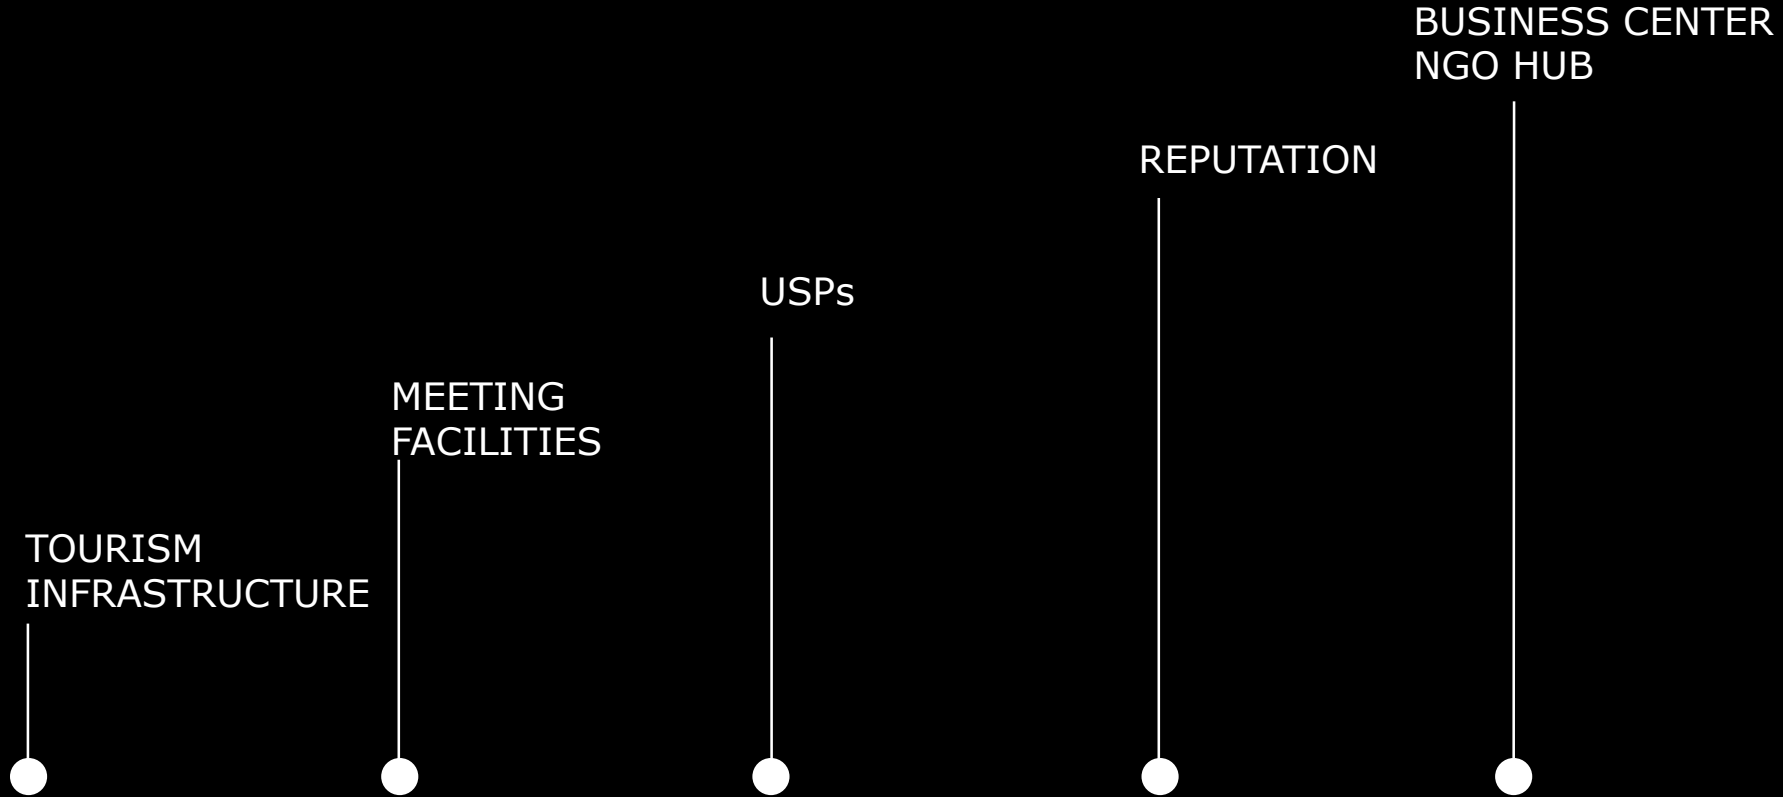 TOURISM
INFRASTRUCTURE
MEETING
FACILITIES
USPs
REPUTATION
BUSINESS CENTER
NGO HUB